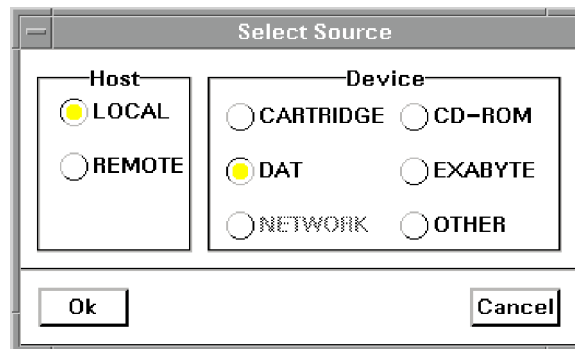 Select Source
Host
LOCAL
REMOTE
Device
CARTRIDGE
CD-ROM
DAT
EXABYTE
NETWORK
OTHER
Ok
Cancel